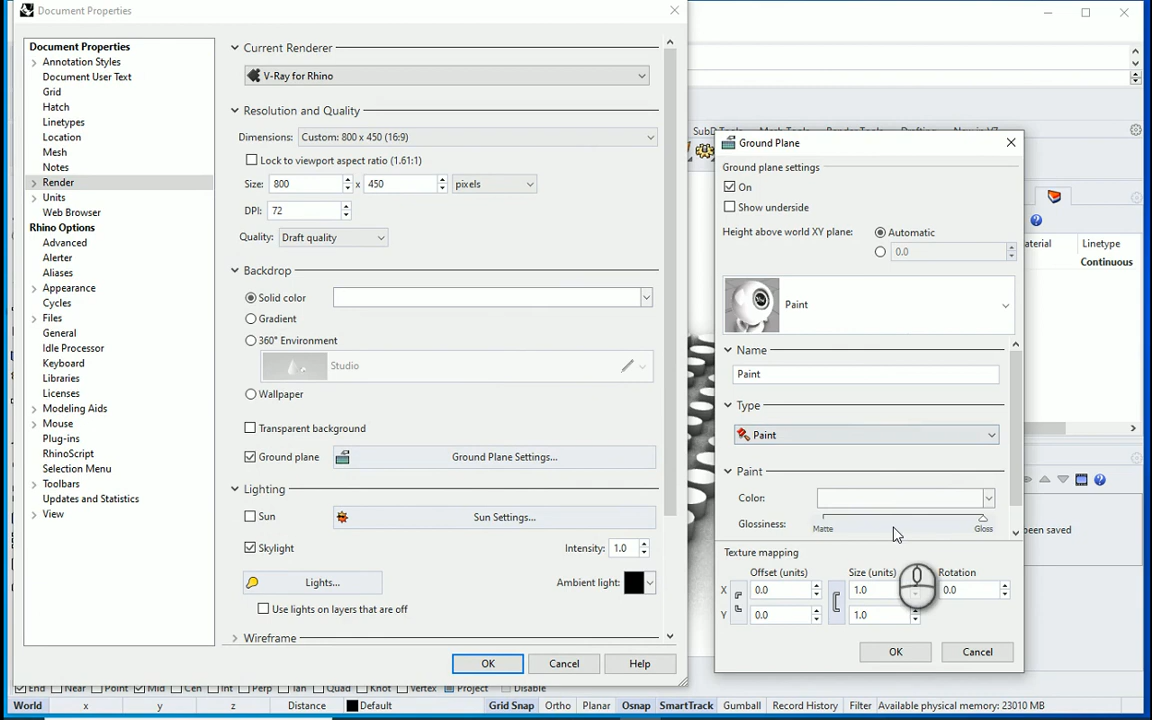 Document Properties
Document Properties
Annotation Styles
Document User Text
Grid
Hatch
Linetypes
Location
Mesh
Notes
Render
Units
Web Browser
Rhino Options
Advanced
Alerter
Aliases
Appearance
Cycles
Files
General
Idle Processor
Keyboard
Libraries
Licenses
Modeling Aids
Mouse
Plug-ins
RhinoScript
Selection Menu
Toolbars
Updates and Statistics
View
Current Renderer
V-Ray for Rhino
Resolution and Quality
Dimensions: Custom: 800 x 450 (16:9)
Lock to viewport aspect ratio (1.61:1)
Size: 800 x 450 pixels
DPI: 72
Quality: Draft quality
Backdrop
Solid color
Gradient
360° Environment
Studio
Wallpaper
Transparent background
Ground plane Ground Plane Settings...
Lighting
Sun Sun Settings...
Skylight Intensity: 1.0
Lights... Ambient light:
Use lights on layers that are off
Wireframe
OK Cancel Help
Ground Plane
Ground plane settings
On
Show underside
Height above world XY plane: Automatic
0.0
Paint
Name
Paint
Type
Paint
Paint
Color:
Glossiness: Matte Gloss
Texture mapping
Offset (units) Size (units) Rotation
X 0.0 1.0 0.0
Y 0.0 1.0
OK Cancel
aterial Linetype
Continuous
een saved
End Near Point Mid Cen Int Perp Tan Quad Knot Vertex Project Disable
World x y z Distance Default Grid Snap Ortho Planar Osnap SmartTrack Gumball Record History Filter Available physical memory: 23010 MB